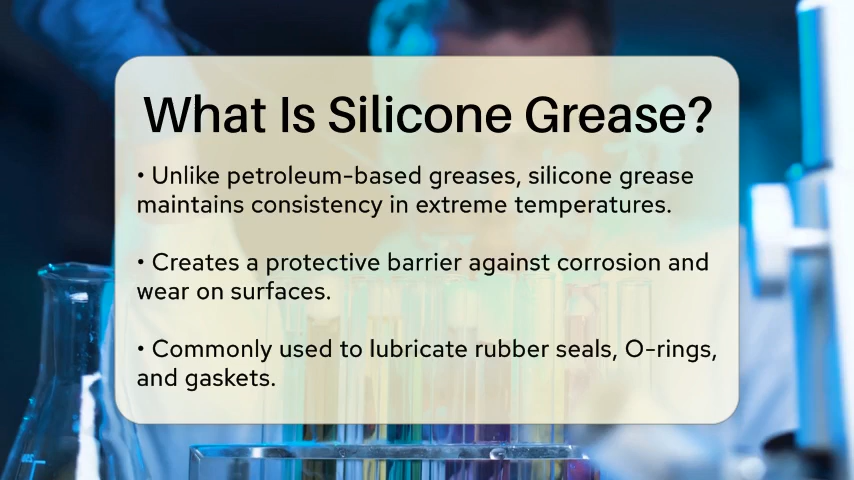 What Is Silicone Grease?
• Unlike petroleum-based greases, silicone grease
maintains consistency in extreme temperatures.
• Creates a protective barrier against corrosion and
wear on surfaces.
• Commonly used to lubricate rubber seals, O-rings,
and gaskets.